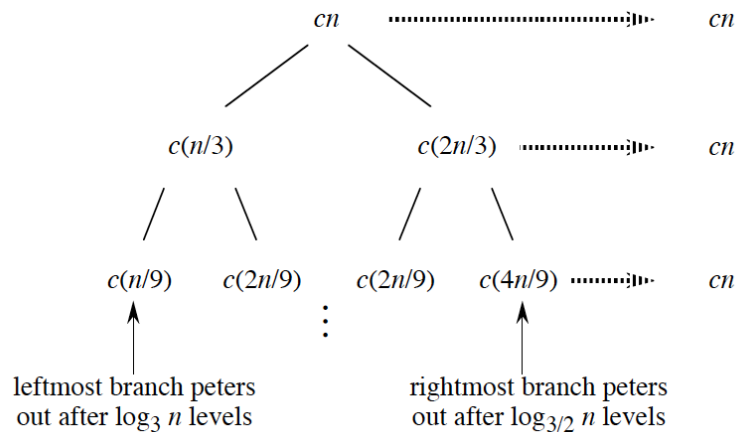 cn cn
c(n/3) c(2n/3) cn
c(n/9) c(2n/9) c(2n/9) c(4n/9) cn
leftmost branch peters
out after log₃ n levels
rightmost branch peters
out after log₃/₂ n levels